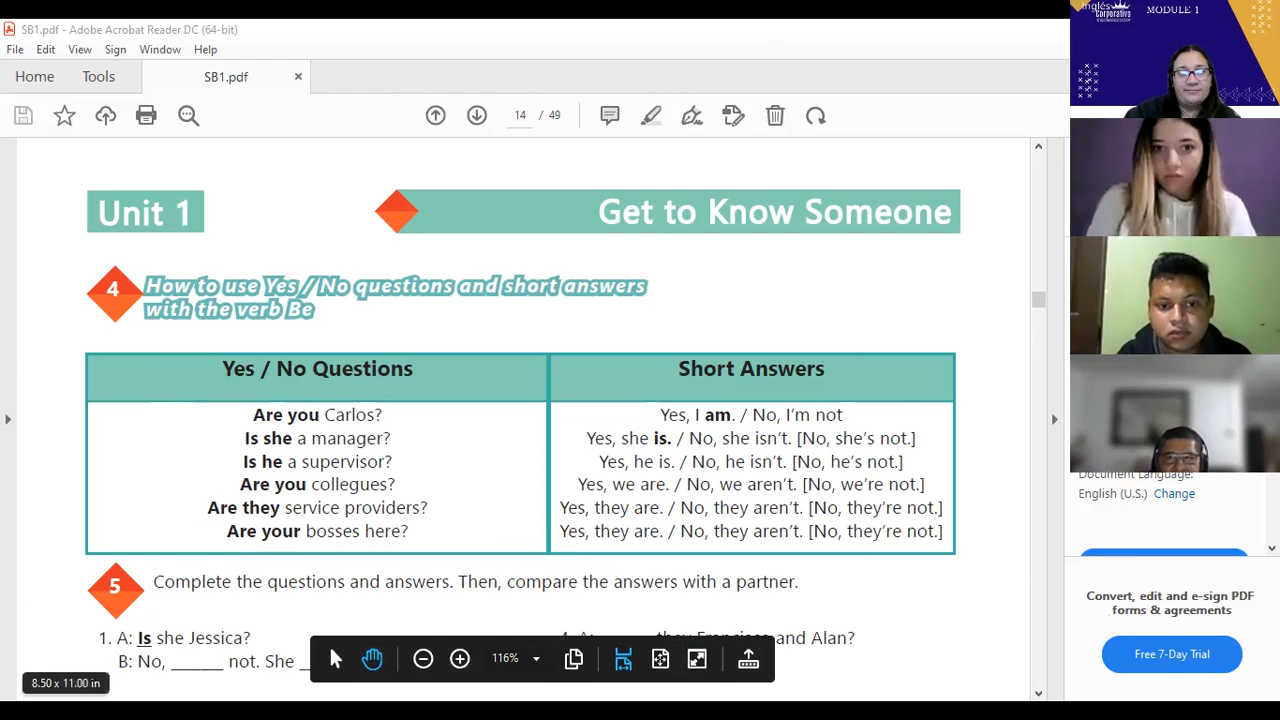 SB1.pdf - Adobe Acrobat Reader DC (64-bit)
File Edit View Sign Window Help
Home Tools SB1.pdf ×
14 / 49
Unit 1
Get to Know Someone
4 How to use Yes / No questions and short answers
with the verb Be
Yes / No Questions Short Answers
Are you Carlos? Yes, I am. / No, I'm not
Is she a manager? Yes, she is. / No, she isn't. [No, she's not.]
Is he a supervisor? Yes, he is. / No, he isn't. [No, he's not.]
Are you collegues? Yes, we are. / No, we aren't. [No, we're not.]
Are they service providers? Yes, they are. / No, they aren't. [No, they're not.]
Are your bosses here? Yes, they are. / No, they aren't. [No, they're not.]
5 Complete the questions and answers. Then, compare the answers with a partner.
1. A: Is she Jessica?
B: No, ______ not. She
they Francisco and Alan?
116%
8.50 x 11.00 in
Inglés
Corporativo
MODULE 1
Document Language:
English (U.S.) Change
Convert, edit and e-sign PDF
forms & agreements
Free 7-Day Trial